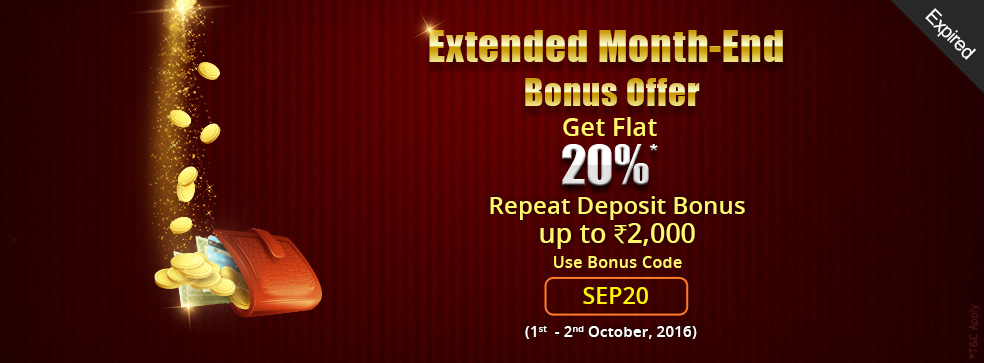 Expired
Extended Month-End
Bonus Offer
Get Flat
20%*
Repeat Deposit Bonus
up to ₹2,000
Use Bonus Code
SEP20
(1st - 2nd October, 2016)
*T&C Apply